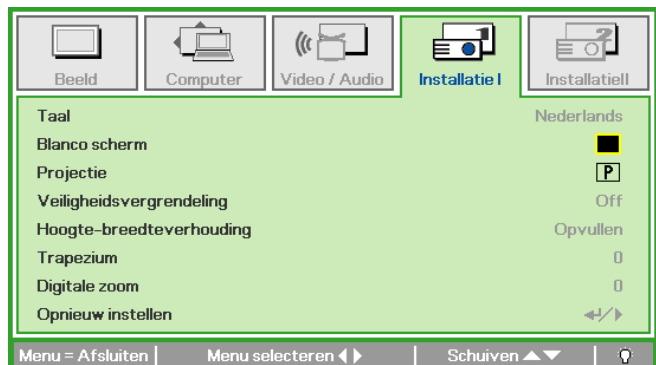 Beeld Computer Video / Audio Installatie I InstallatieII
Taal Nederlands
Blanco scherm
Projectie P
Veiligheidsvergrendeling Off
Hoogte-breedteverhouding Opvullen
Trapezium 0
Digitale zoom 0
Opnieuw instellen
Menu = Afsluiten Menu selecteren Schuiven